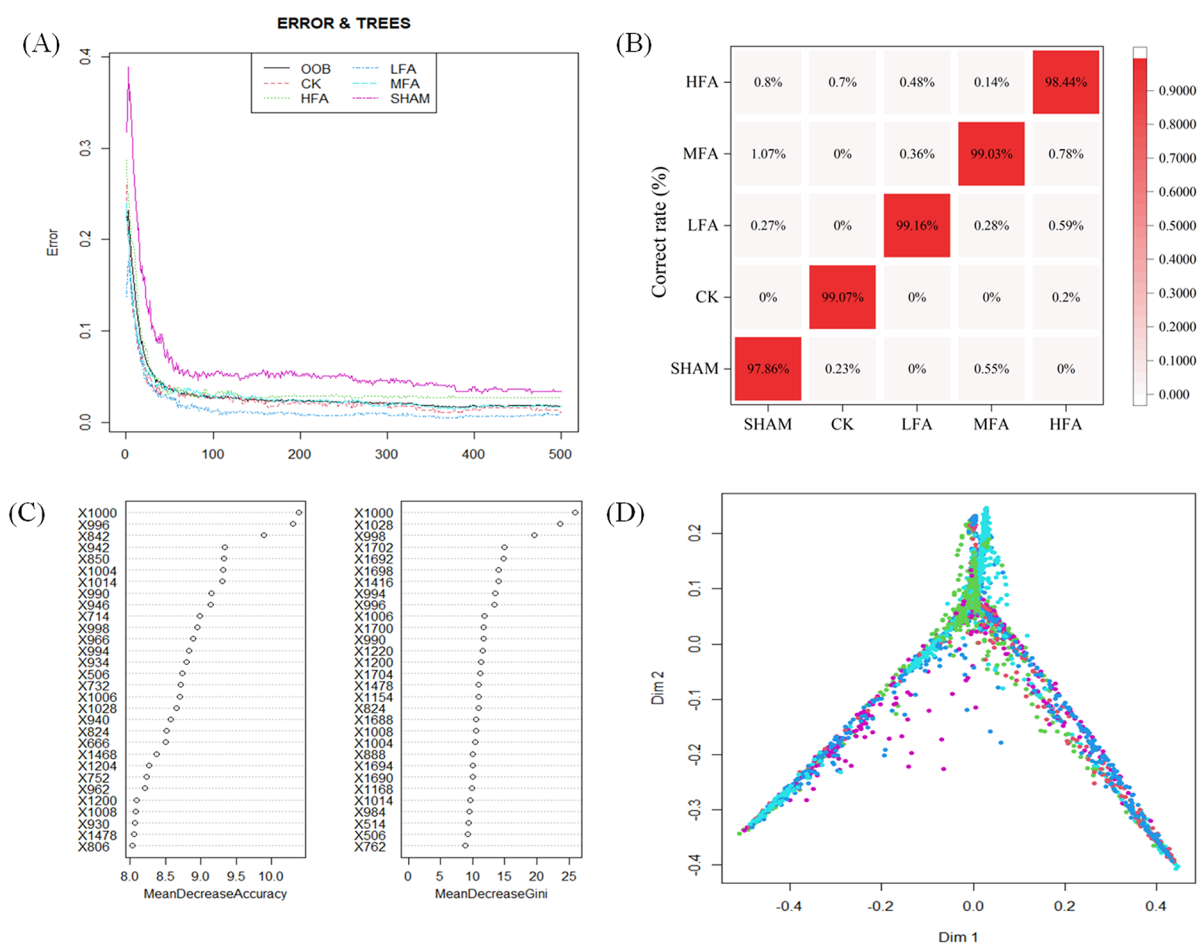 (A)
ERROR & TREES
OOB
CK
HFA
LFA
MFA
SHAM
Error
0.4
0.3
0.2
0.1
0.0
0 100 200 300 400 500
(B)
Correct rate (%)
HFA 0.8% 0.7% 0.48% 0.14% 98.44%
MFA 1.07% 0% 0.36% 99.03% 0.78%
LFA 0.27% 0% 99.16% 0.28% 0.59%
CK 0% 99.07% 0% 0% 0.2%
SHAM 97.86% 0.23% 0% 0.55% 0%
SHAM CK LFA MFA HFA
0.9000
0.8000
0.7000
0.6000
0.5000
0.4000
0.3000
0.2000
0.1000
0.000
(C)
X1000
X996
X842
X942
X850
X1004
X1014
X990
X946
X714
X998
X966
X994
X934
X506
X732
X1006
X1028
X940
X824
X666
X1468
X1204
X752
X962
X1200
X1008
X930
X1478
X806
8.0 8.5 9.0 9.5 10.0
MeanDecreaseAccuracy
X1000
X1028
X998
X1702
X1692
X1698
X1416
X994
X996
X1006
X1700
X990
X1220
X1200
X1704
X1478
X1154
X824
X1688
X1008
X1004
X888
X1694
X1690
X1168
X1014
X984
X514
X506
X762
0 5 10 15 20 25
MeanDecreaseGini
(D)
Dim 2
0.2
0.1
0.0
-0.1
-0.2
-0.3
-0.4
-0.4 -0.2 0.0 0.2 0.4
Dim 1